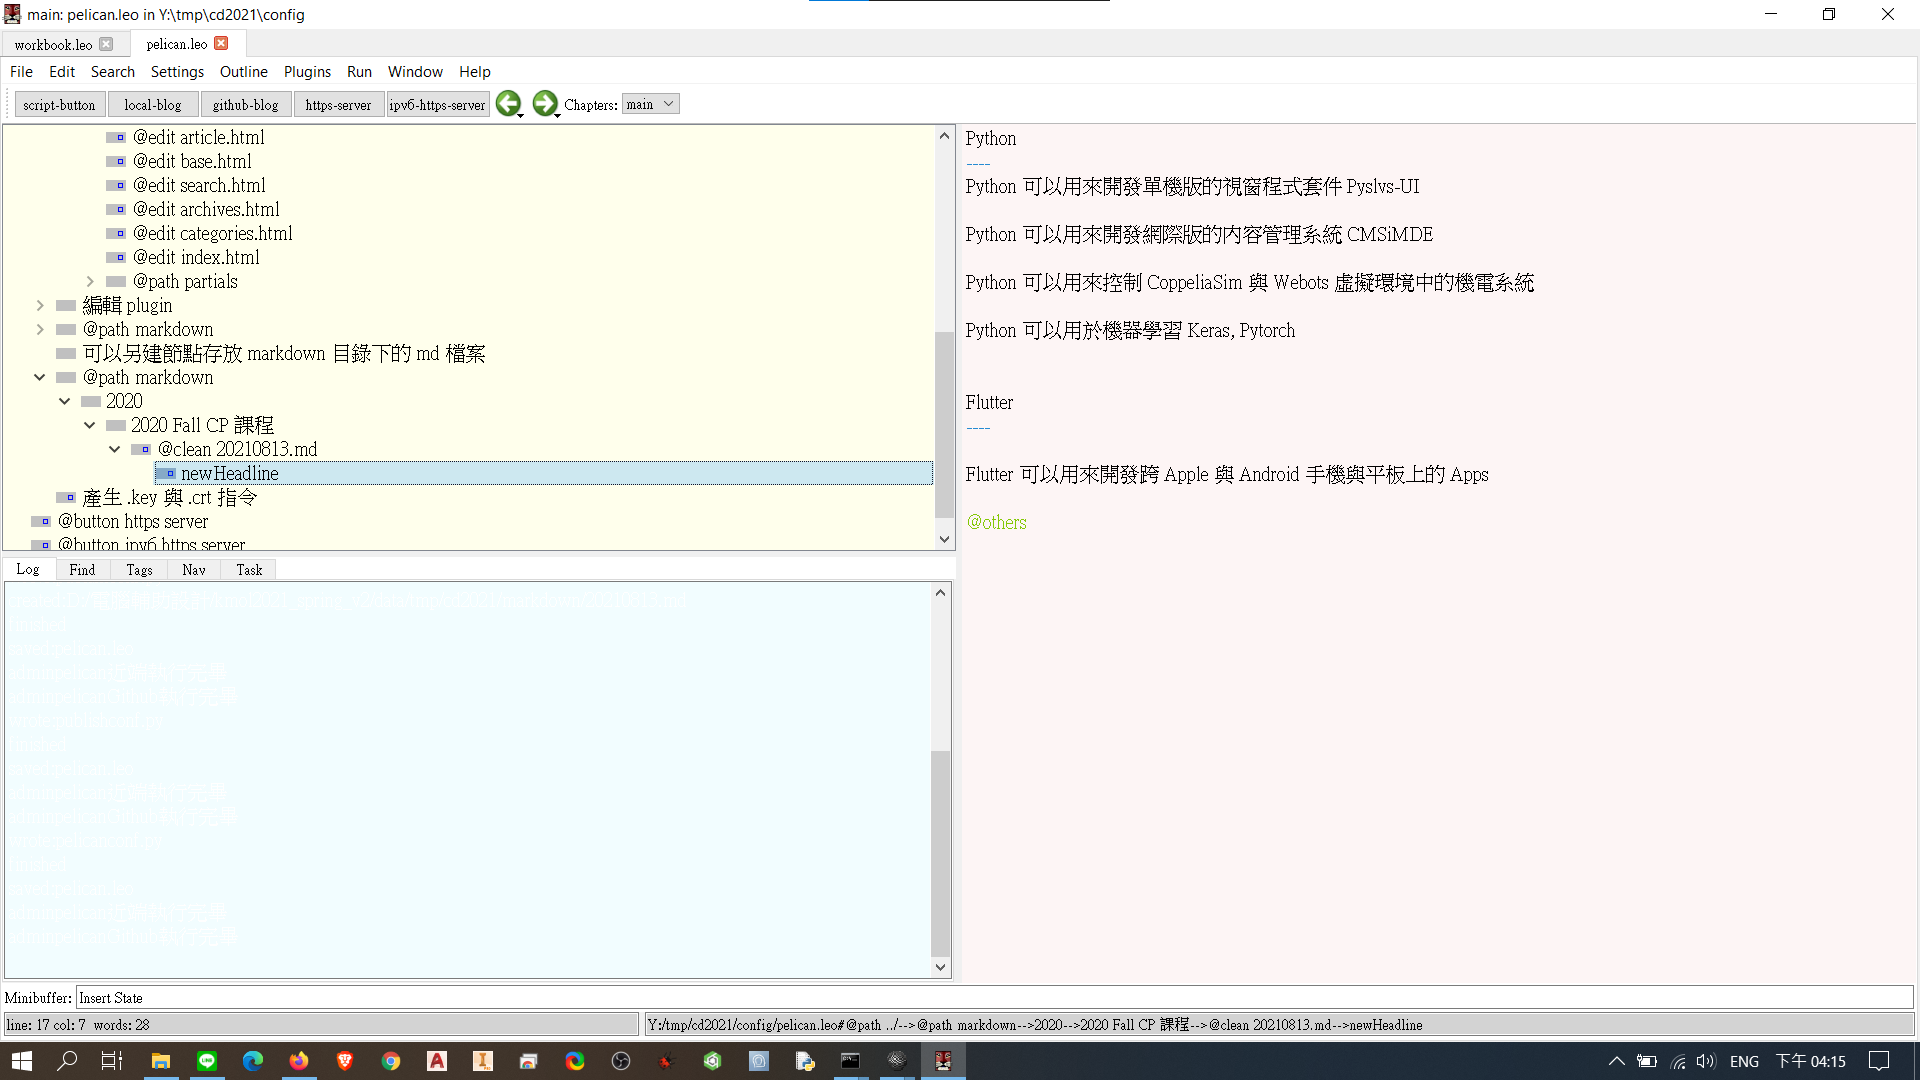 main: pelican.leo in Y:\tmp\cd2021\config
workbook.leo
pelican.leo
File Edit Search Settings Outline Plugins Run Window Help
script-button local-blog github-blog https-server ipv6-https-server Chapters: main
@edit article.html
@edit base.html
@edit search.html
@edit archives.html
@edit categories.html
@edit index.html
@path partials
編輯 plugin
@path markdown
可以另建節點存放 markdown 目錄下的 md 檔案
@path markdown
2020
2020 Fall CP 課程
@clean 20210813.md
newHeadline
產生 .key 與 .crt 指令
@button https server
@button ipv6 https server
Python
----
Python 可以用來開發單機版的視窗程式套件 Pyslvs-UI
Python 可以用來開發網際版的內容管理系統 CMSiMDE
Python 可以用來控制 CoppeliaSim 與 Webots 虛擬環境中的機電系統
Python 可以用於機器學習 Keras, Pytorch
Flutter
----
Flutter 可以用來開發跨 Apple 與 Android 手機與平板上的 Apps
@others
Log Find Tags Nav Task
Minibuffer: Insert State
line: 17 col: 7 words: 28
Y:/tmp/cd2021/config/pelican.leo#@path ../-->@path markdown-->2020-->2020 Fall CP 課程-->@clean 20210813.md-->newHeadline
ENG 下午 04:15